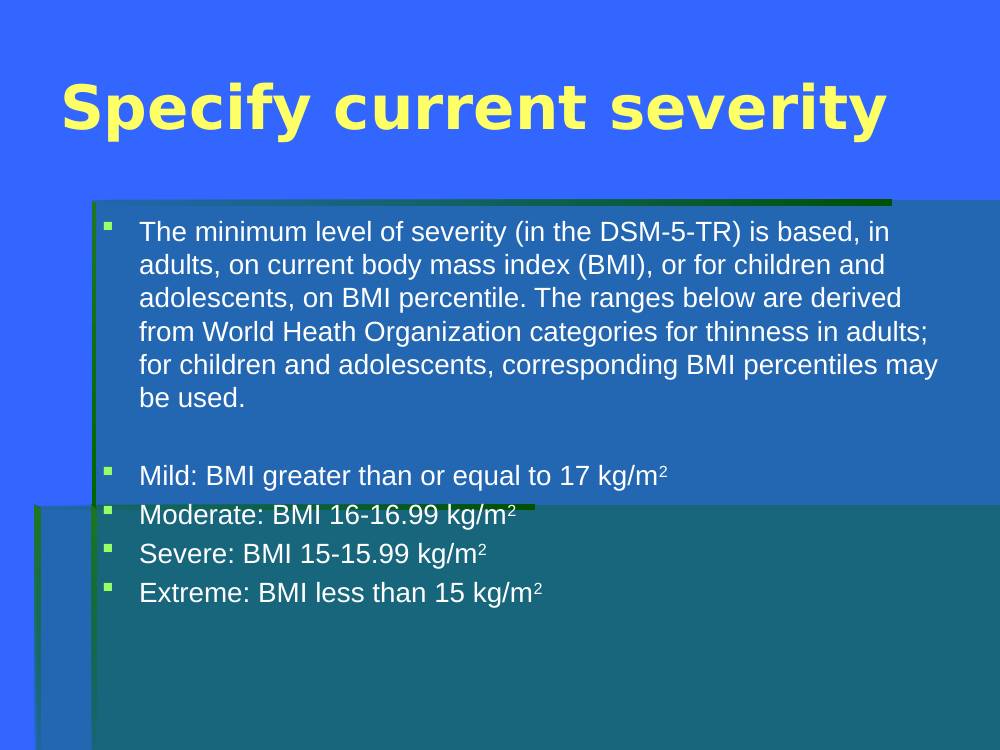 Specify current severity
The minimum level of severity (in the DSM-5-TR) is based, in
adults, on current body mass index (BMI), or for children and
adolescents, on BMI percentile. The ranges below are derived
from World Heath Organization categories for thinness in adults;
for children and adolescents, corresponding BMI percentiles may
be used.
Mild: BMI greater than or equal to 17 kg/m²
Moderate: BMI 16-16.99 kg/m²
Severe: BMI 15-15.99 kg/m²
Extreme: BMI less than 15 kg/m²